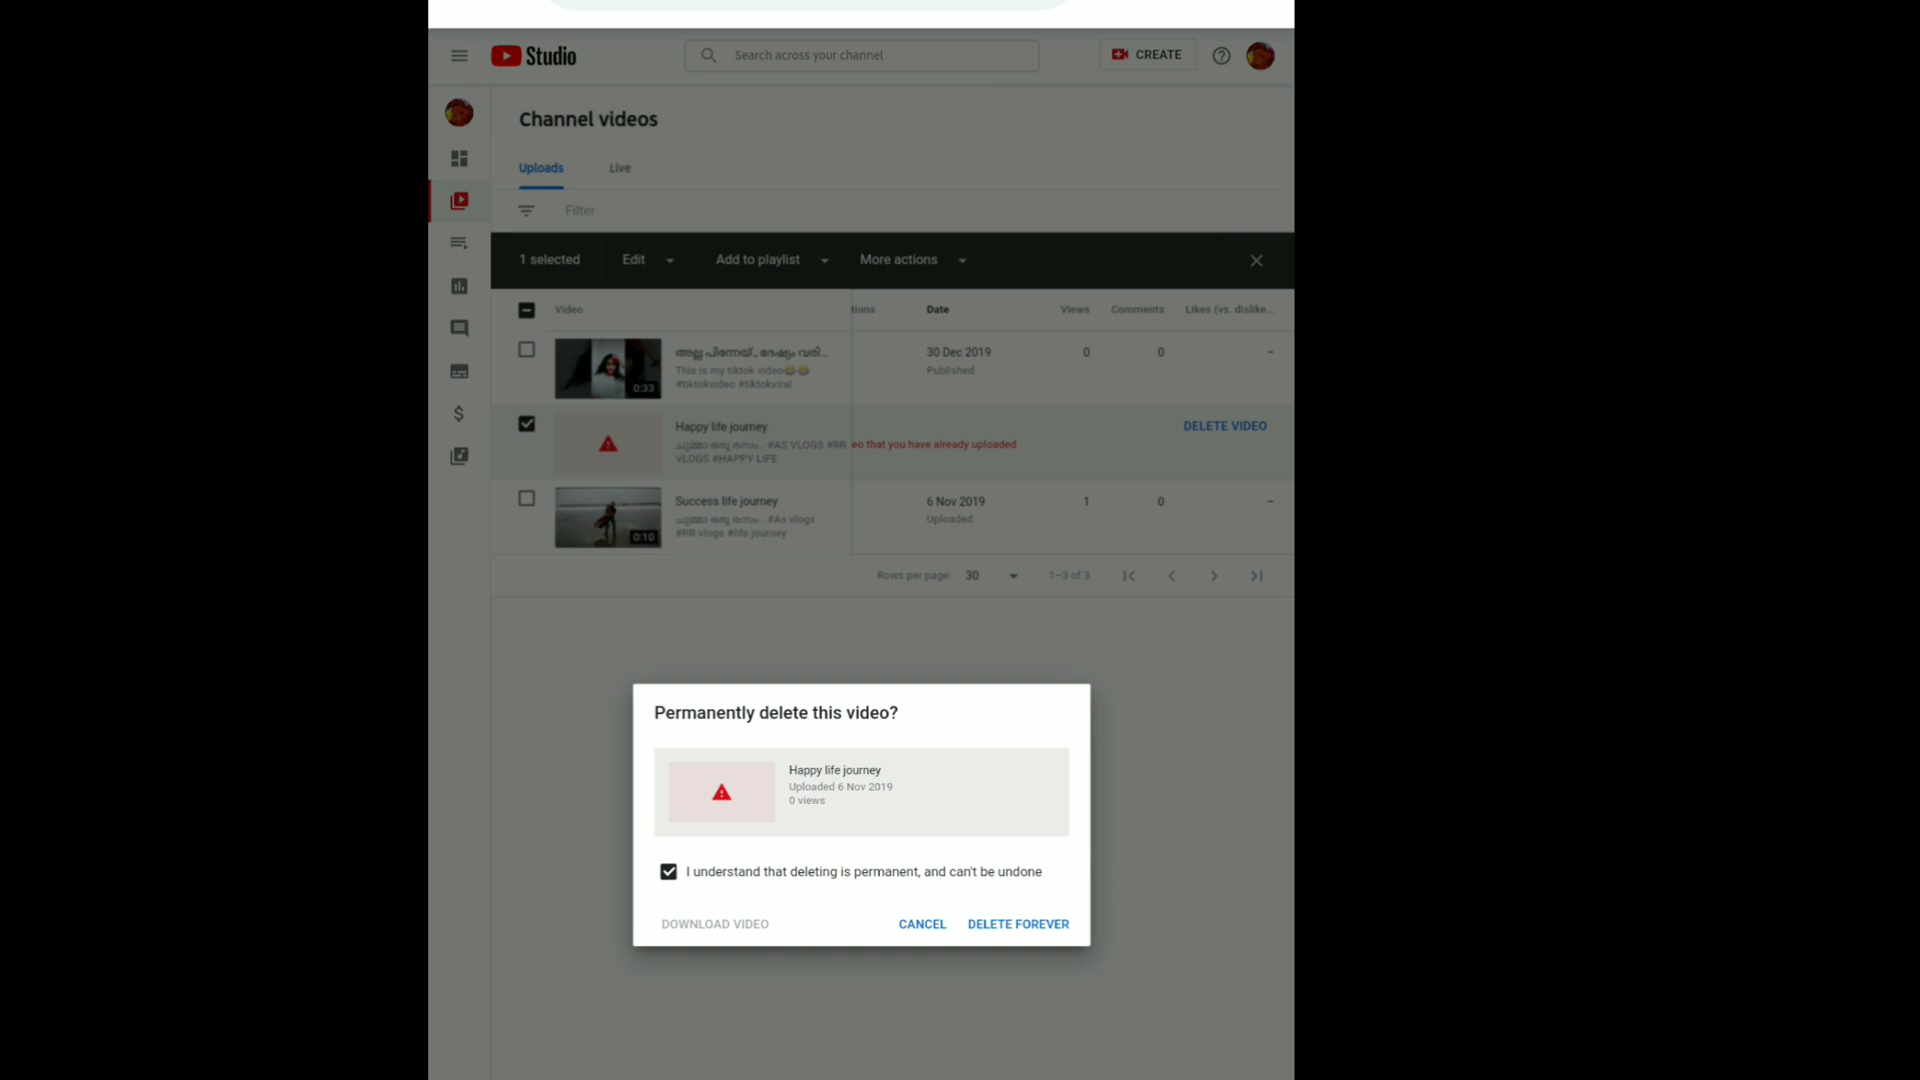 Studio
Search across your channel
CREATE
Channel videos
Uploads
Live
Filter
1 selected
Edit
Add to playlist
More actions
Video
tions
Date
Views
Comments
Likes (vs. dislike...
അല്ല പിന്നേയ്.. ദേഷ്യം വരി...
This is my tiktok video😂😂
#tiktokvideo #tiktokviral
0:33
30 Dec 2019
Published
0
0
–
Happy life journey
ചുമ്മാ ഒരു രസം.. #AS VLOGS #RR
VLOGS #HAPPY LIFE
eo that you have already uploaded
DELETE VIDEO
Success life journey
ചുമ്മാ ഒരു രസം.. #As vlogs
#RR vlogs #life journey
0:10
6 Nov 2019
Uploaded
1
0
–
Rows per page:
30
1–3 of 3
Permanently delete this video?
Happy life journey
Uploaded 6 Nov 2019
0 views
I understand that deleting is permanent, and can't be undone
DOWNLOAD VIDEO
CANCEL
DELETE FOREVER